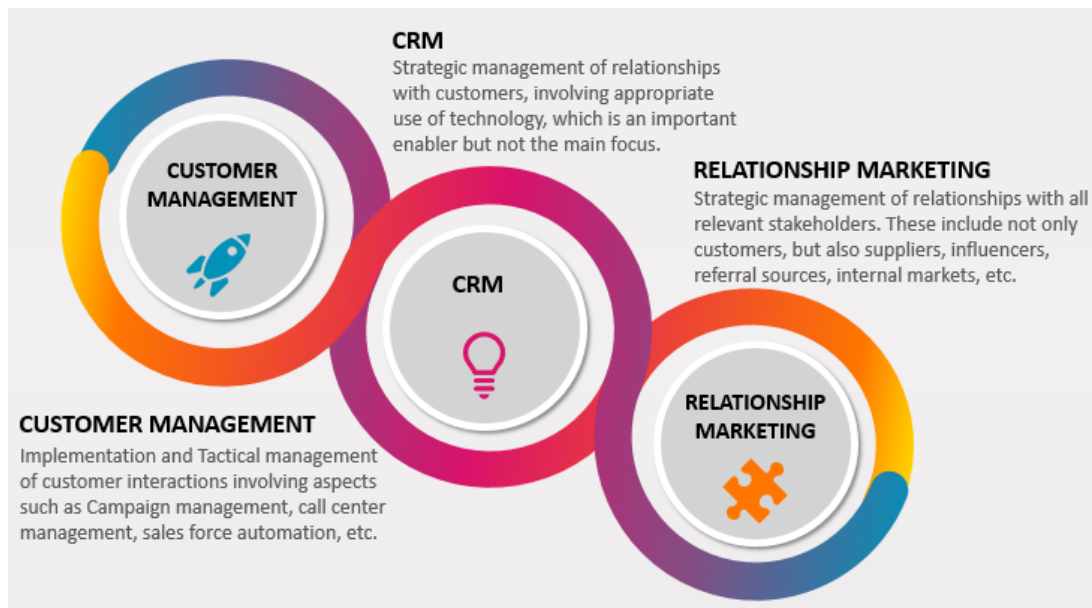 CRM
Strategic management of relationships
with customers, involving appropriate
use of technology, which is an important
enabler but not the main focus.
CUSTOMER
MANAGEMENT
RELATIONSHIP MARKETING
Strategic management of relationships with all
relevant stakeholders. These include not only
customers, but also suppliers, influencers,
referral sources, internal markets, etc.
CRM
RELATIONSHIP
MARKETING
CUSTOMER MANAGEMENT
Implementation and Tactical management
of customer interactions involving aspects
such as Campaign management, call center
management, sales force automation, etc.